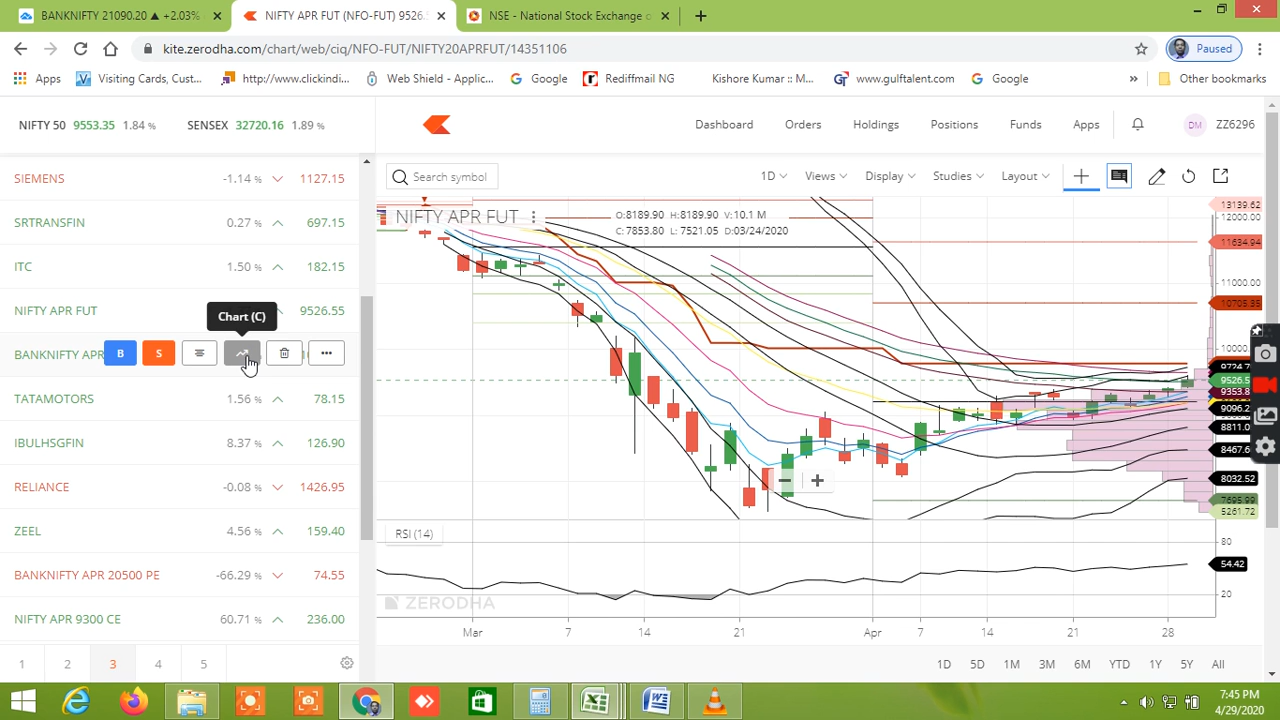 BANKNIFTY 21090.20 ▲ +2.03%
NIFTY APR FUT (NFO-FUT) 9526.5
NSE - National Stock Exchange o
kite.zerodha.com/chart/web/ciq/NFO-FUT/NIFTY20APRFUT/14351106
Paused
Apps
Visiting Cards, Cust...
http://www.clickindi...
Web Shield - Applic...
Google
Rediffmail NG
Kishore Kumar :: M...
www.gulftalent.com
Google
»
Other bookmarks
NIFTY 50 9553.35 1.84 %
SENSEX 32720.16 1.89 %
Dashboard
Orders
Holdings
Positions
Funds
Apps
DM
ZZ6296
SIEMENS -1.14 % 1127.15
SRTRANSFIN 0.27 % 697.15
ITC 1.50 % 182.15
NIFTY APR FUT 9526.55
Chart (C)
BANKNIFTY APR B S
TATAMOTORS 1.56 % 78.15
IBULHSGFIN 8.37 % 126.90
RELIANCE -0.08 % 1426.95
ZEEL 4.56 % 159.40
BANKNIFTY APR 20500 PE -66.29 % 74.55
NIFTY APR 9300 CE 60.71 % 236.00
1 2 3 4 5
Search symbol
1D
Views
Display
Studies
Layout
NIFTY APR FUT
O:8189.90 H: 8189.90 V: 10.1 M
C: 7853.80 L: 7521.05 D:03/24/2020
13139.62
12000.00
11634.94
11000.00
10705.35
10000.
9724.7
9526.5
9353.8
9096.2
8811.0
8467.6
8032.52
7695.99
5261.72
RSI (14)
80
54.42
20
ZERODHA
Mar 7 14 21 Apr 7 14 21 28
1D 5D 1M 3M 6M YTD 1Y 5Y All
7:45 PM
4/29/2020